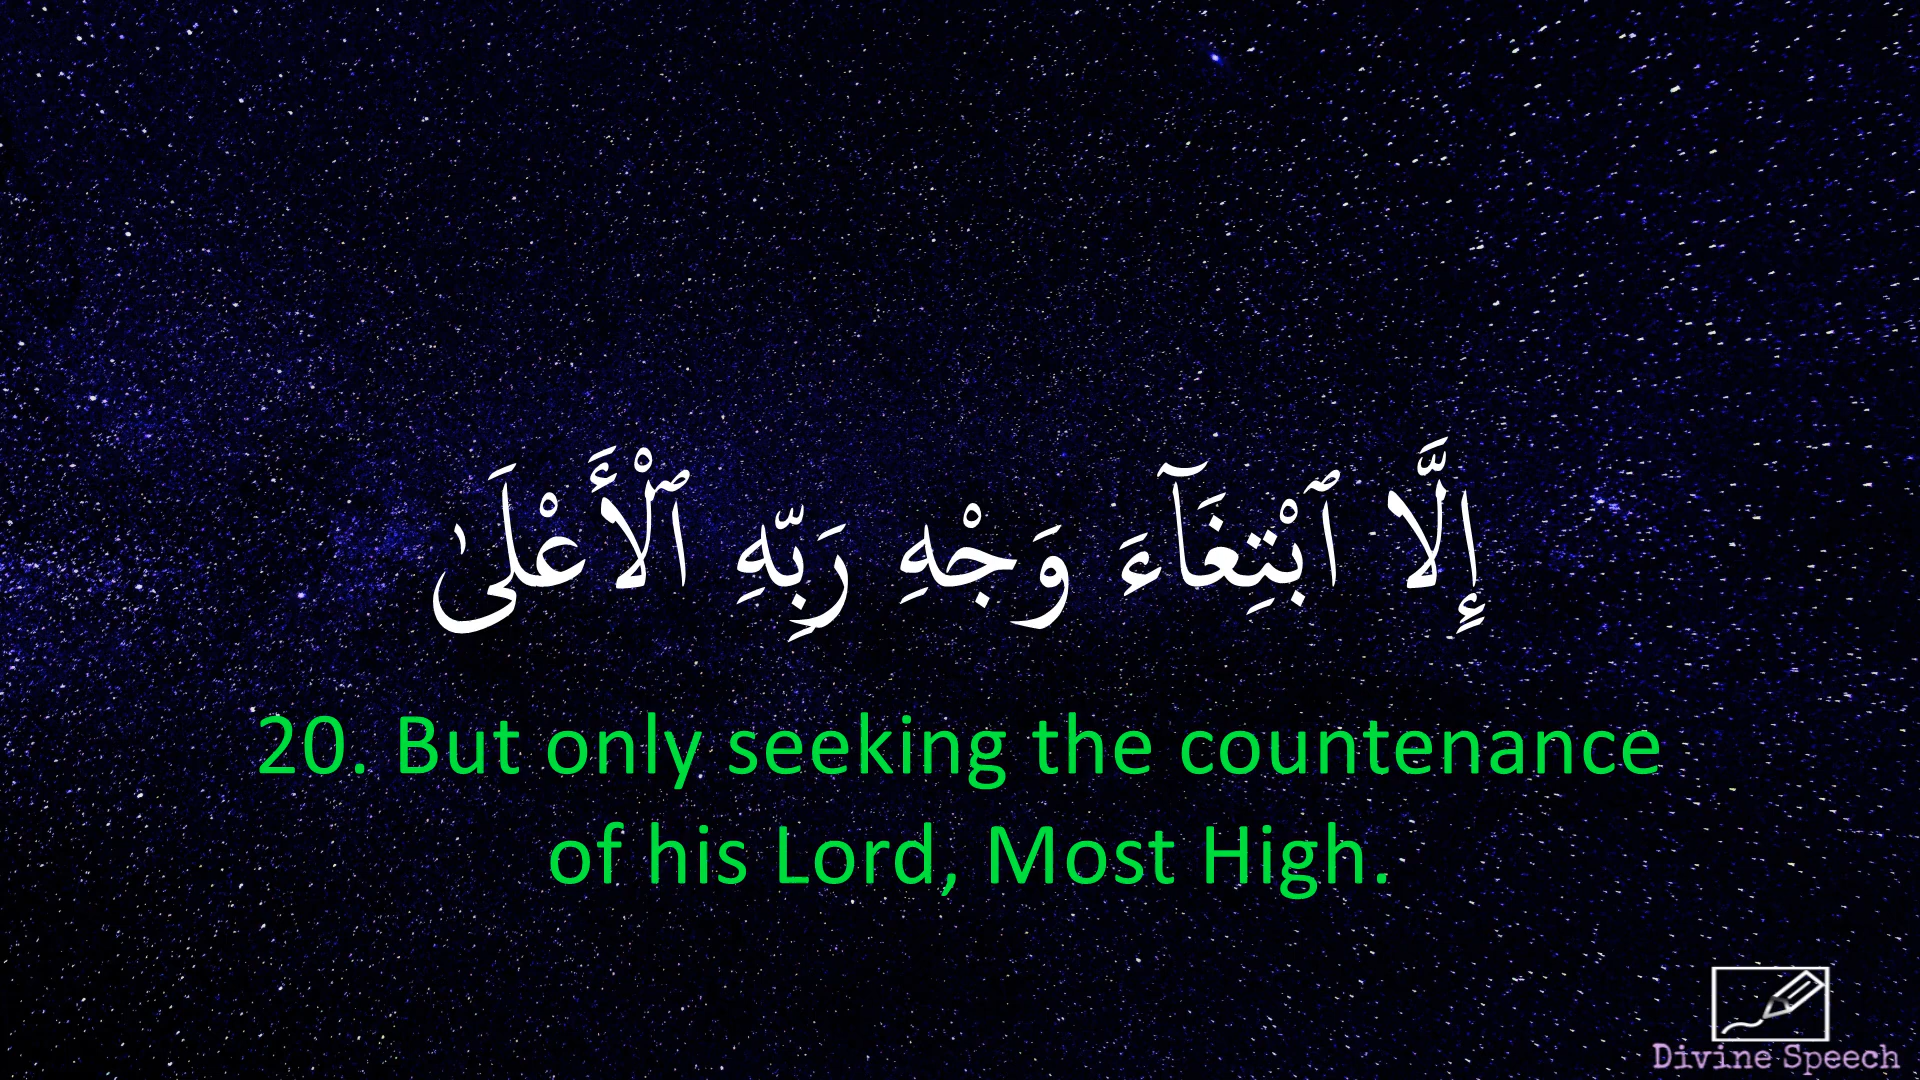 إِلَّا ٱبْتِغَآءَ وَجْهِ رَبِّهِ ٱلْأَعْلَىٰ
20. But only seeking the countenance
of his Lord, Most High.
Divine Speech